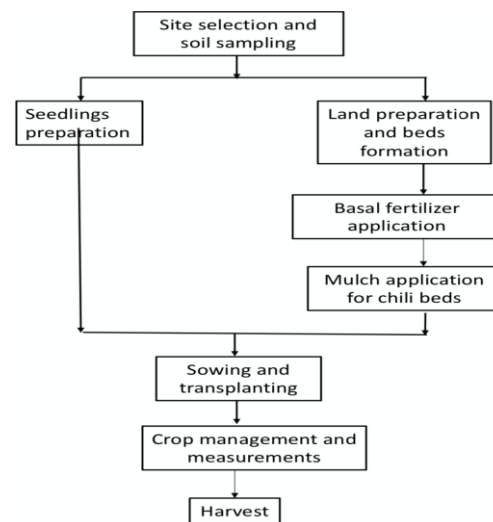 Site selection and
soil sampling
Seedlings
preparation
Land preparation
and beds
formation
Basal fertilizer
application
Mulch application
for chili beds
Sowing and
transplanting
Crop management and
measurements
Harvest